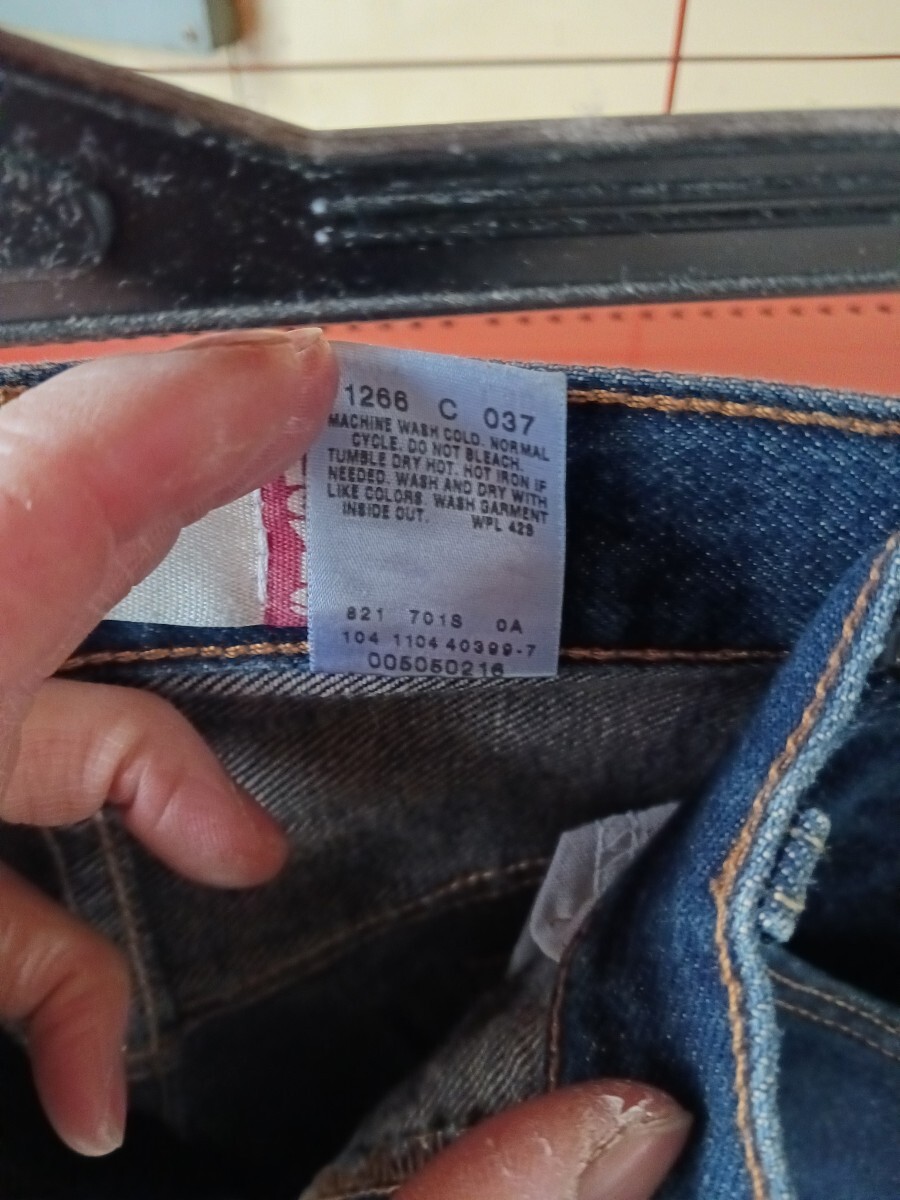 1266 C 037
MACHINE WASH COLD. NORMAL
CYCLE. DO NOT BLEACH.
TUMBLE DRY HOT. HOT IRON IF
NEEDED. WASH AND DRY WITH
LIKE COLORS. WASH GARMENT
INSIDE OUT. WPL 423
821 701S 0A
104 1104 40399-7
005050216